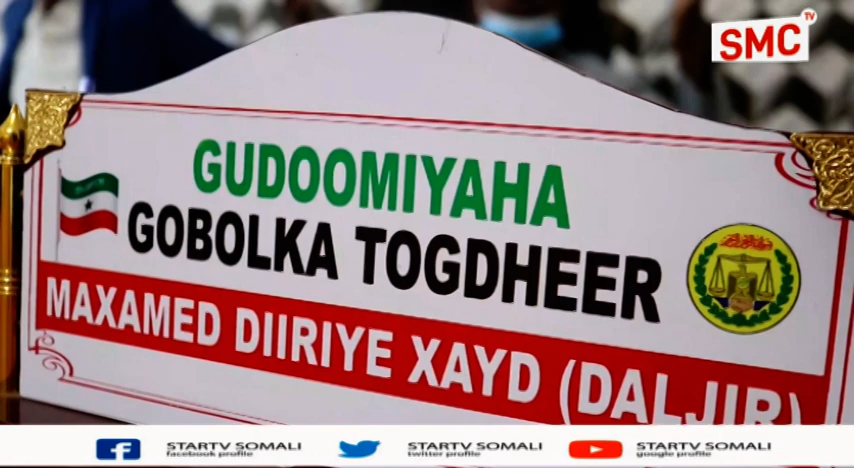 SMC TV
GUDOOMIYAHA
GOBOLKA TOGDHEER
MAXAMED DIIRIYE XAYD (DALJIR)
STARTV SOMALI
facebook profile
STARTV SOMALI
twitter profile
STARTV SOMALI
google profile